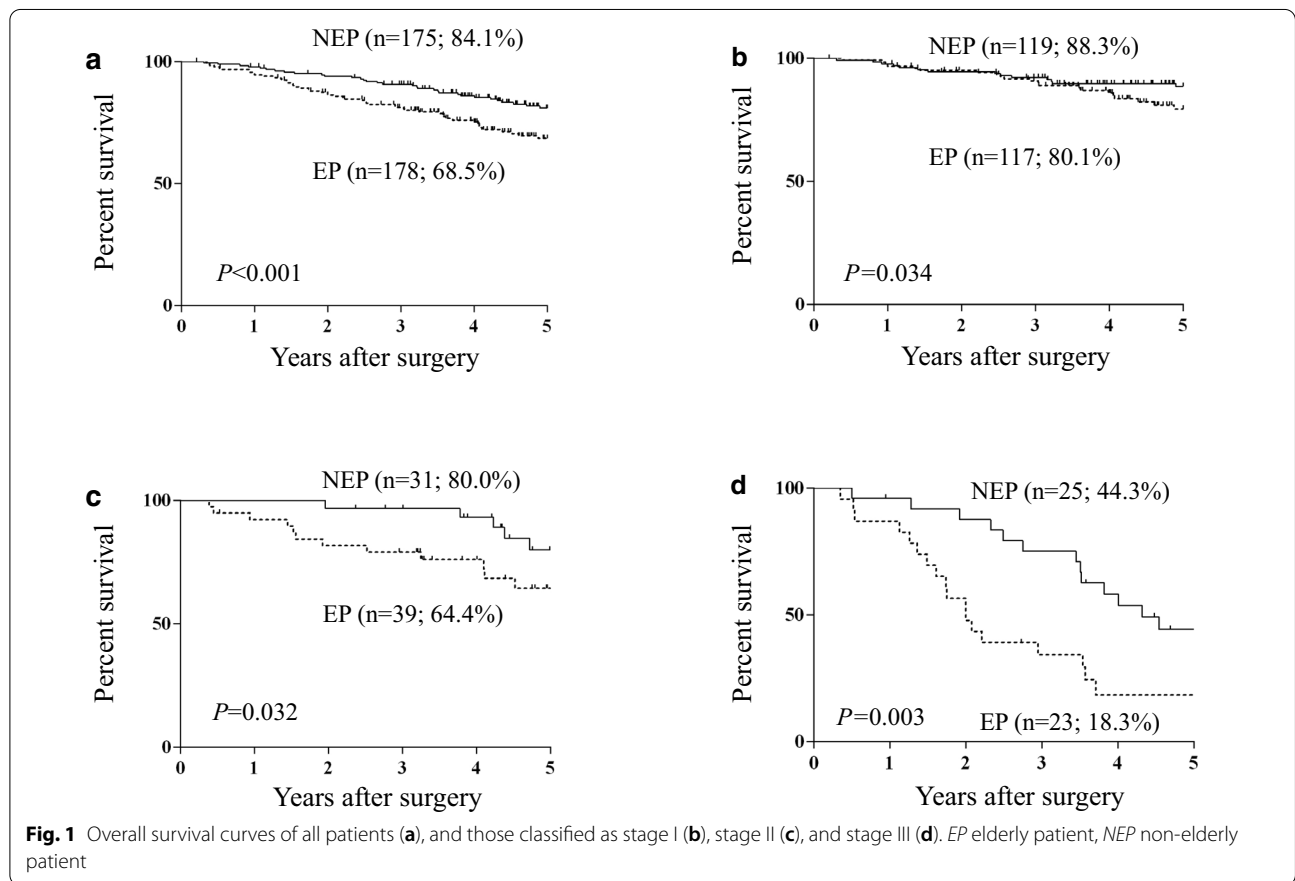 a
NEP (n=175; 84.1%)
100
Percent survival
EP (n=178; 68.5%)
50
P<0.001
0
0 1 2 3 4 5
Years after surgery
b
NEP (n=119; 88.3%)
100
Percent survival
EP (n=117; 80.1%)
50
P=0.034
0
0 1 2 3 4 5
Years after surgery
c
NEP (n=31; 80.0%)
100
Percent survival
EP (n=39; 64.4%)
50
P=0.032
0
0 1 2 3 4 5
Years after surgery
d
NEP (n=25; 44.3%)
100
Percent survival
50
P=0.003
EP (n=23; 18.3%)
0
0 1 2 3 4 5
Years after surgery
Fig. 1 Overall survival curves of all patients (a), and those classified as stage I (b), stage II (c), and stage III (d). EP elderly patient, NEP non-elderly
patient